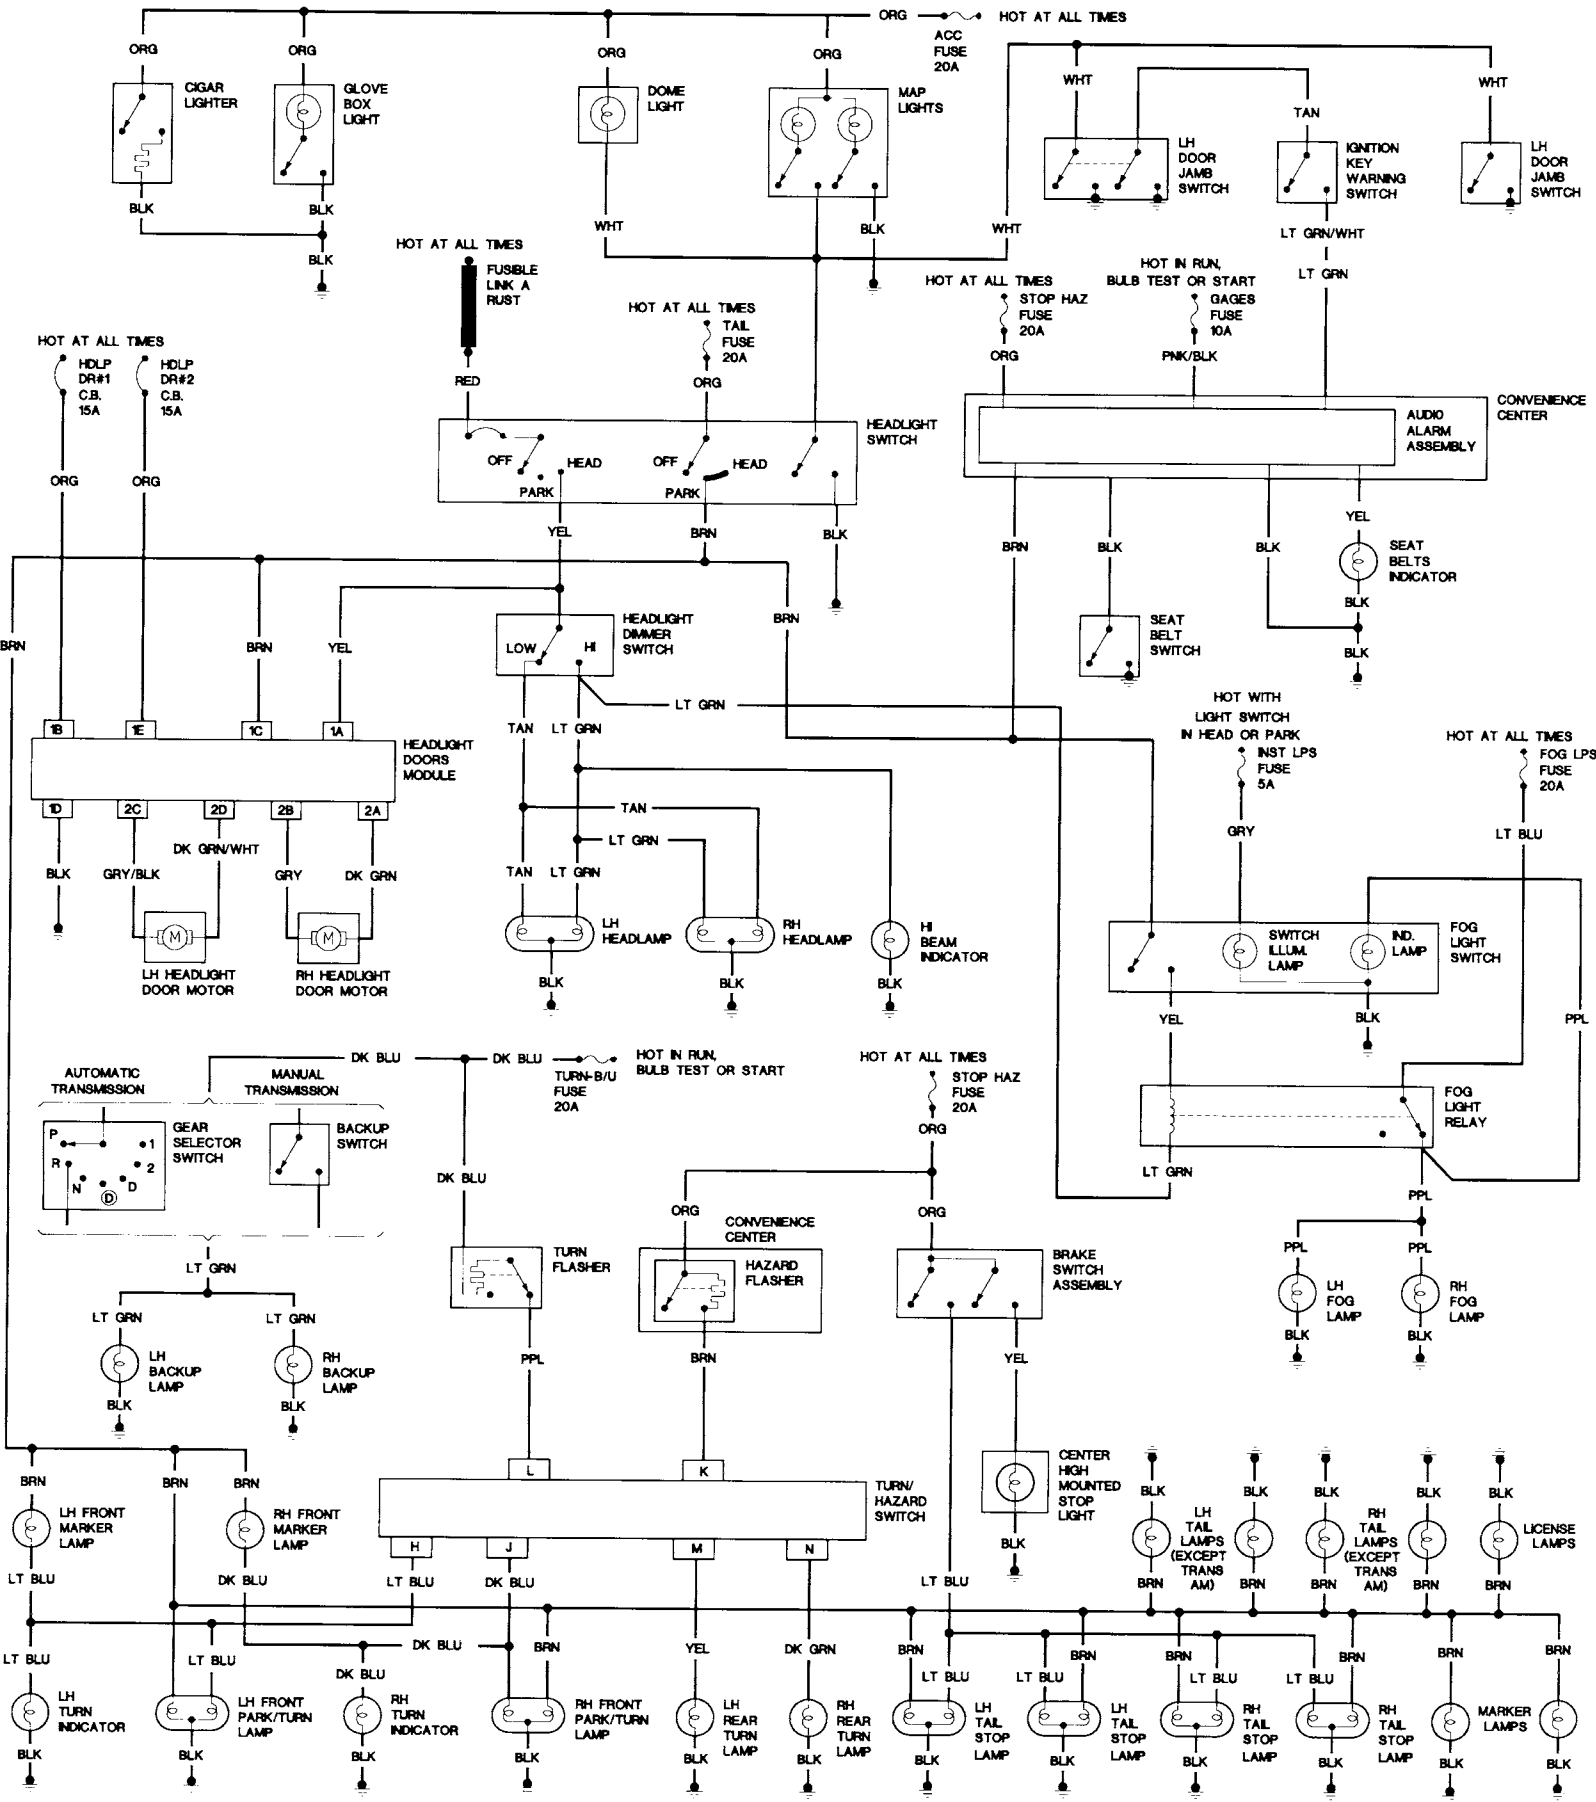 ORG
HOT AT ALL TIMES
ACC
FUSE
20A
ORG
ORG
ORG
ORG
WHT
TAN
WHT
CIGAR
LIGHTER
GLOVE
BOX
LIGHT
DOME
LIGHT
MAP
LIGHTS
LH
DOOR
JAMB
SWITCH
IGNITION
KEY
WARNING
SWITCH
LH
DOOR
JAMB
SWITCH
BLK
BLK
BLK
WHT
BLK
WHT
LT GRN/WHT
LT GRN
HOT AT ALL TIMES
FUSIBLE
LINK A
RUST
RED
HOT AT ALL TIMES
TAIL
FUSE
20A
ORG
HOT AT ALL TIMES
STOP HAZ
FUSE
20A
ORG
HOT IN RUN,
BULB TEST OR START
GAGES
FUSE
10A
PNK/BLK
HOT AT ALL TIMES
HDLP
DR#1
C.B.
15A
HDLP
DR#2
C.B.
15A
ORG
ORG
HEADLIGHT
SWITCH
OFF
HEAD
PARK
OFF
HEAD
PARK
CONVENIENCE
CENTER
AUDIO
ALARM
ASSEMBLY
YEL
BRN
BLK
BRN
BLK
BLK
YEL
SEAT
BELTS
INDICATOR
BLK
BLK
SEAT
BELT
SWITCH
BRN
BRN
YEL
BRN
HEADLIGHT
DIMMER
SWITCH
LOW
HI
LT GRN
TAN
LT GRN
1B
1E
1C
1A
HEADLIGHT
DOORS
MODULE
1D
2C
2D
2B
2A
BLK
GRY/BLK
DK GRN/WHT
GRY
DK GRN
M
M
LH HEADLIGHT
DOOR MOTOR
RH HEADLIGHT
DOOR MOTOR
TAN
LT GRN
TAN
LT GRN
LH
HEADLAMP
RH
HEADLAMP
HI
BEAM
INDICATOR
BLK
BLK
BLK
HOT WITH
LIGHT SWITCH
IN HEAD OR PARK
INST LPS
FUSE
5A
GRY
HOT AT ALL TIMES
FOG LPS
FUSE
20A
LT BLU
SWITCH
ILLUM.
LAMP
IND.
LAMP
FOG
LIGHT
SWITCH
YEL
BLK
PPL
FOG
LIGHT
RELAY
LT GRN
PPL
PPL
PPL
LH
FOG
LAMP
RH
FOG
LAMP
BLK
BLK
DK BLU
DK BLU
TURN-B/U
FUSE
20A
HOT IN RUN,
BULB TEST OR START
AUTOMATIC
TRANSMISSION
MANUAL
TRANSMISSION
P
R
N
D
D
2
1
GEAR
SELECTOR
SWITCH
BACKUP
SWITCH
LT GRN
LT GRN
LT GRN
LH
BACKUP
LAMP
RH
BACKUP
LAMP
BLK
BLK
DK BLU
TURN
FLASHER
PPL
HOT AT ALL TIMES
STOP HAZ
FUSE
20A
ORG
ORG
ORG
CONVENIENCE
CENTER
HAZARD
FLASHER
BRN
BRAKE
SWITCH
ASSEMBLY
YEL
CENTER
HIGH
MOUNTED
STOP
LIGHT
BLK
L
K
TURN/
HAZARD
SWITCH
H
J
M
N
BRN
BRN
BRN
LH FRONT
MARKER
LAMP
RH FRONT
MARKER
LAMP
LT BLU
DK BLU
LT BLU
DK BLU
LT BLU
BLK
BLK
BLK
BLK
BLK
LH
TAIL
LAMPS
(EXCEPT
TRANS
AM)
RH
TAIL
LAMPS
(EXCEPT
TRANS
AM)
LICENSE
LAMPS
BRN
BRN
BRN
BRN
BRN
LT BLU
LT BLU
DK BLU
DK BLU
BRN
YEL
DK GRN
BRN
LT BLU
LT BLU
BRN
BRN
LT BLU
LT BLU
BRN
BRN
BRN
LH
TURN
INDICATOR
LH FRONT
PARK/TURN
LAMP
RH
TURN
INDICATOR
RH FRONT
PARK/TURN
LAMP
LH
REAR
TURN
LAMP
RH
REAR
TURN
LAMP
LH
TAIL
STOP
LAMP
LH
TAIL
STOP
LAMP
RH
TAIL
STOP
LAMP
RH
TAIL
STOP
LAMP
MARKER
LAMPS
BLK
BLK
BLK
BLK
BLK
BLK
BLK
BLK
BLK
BLK
BLK
BLK